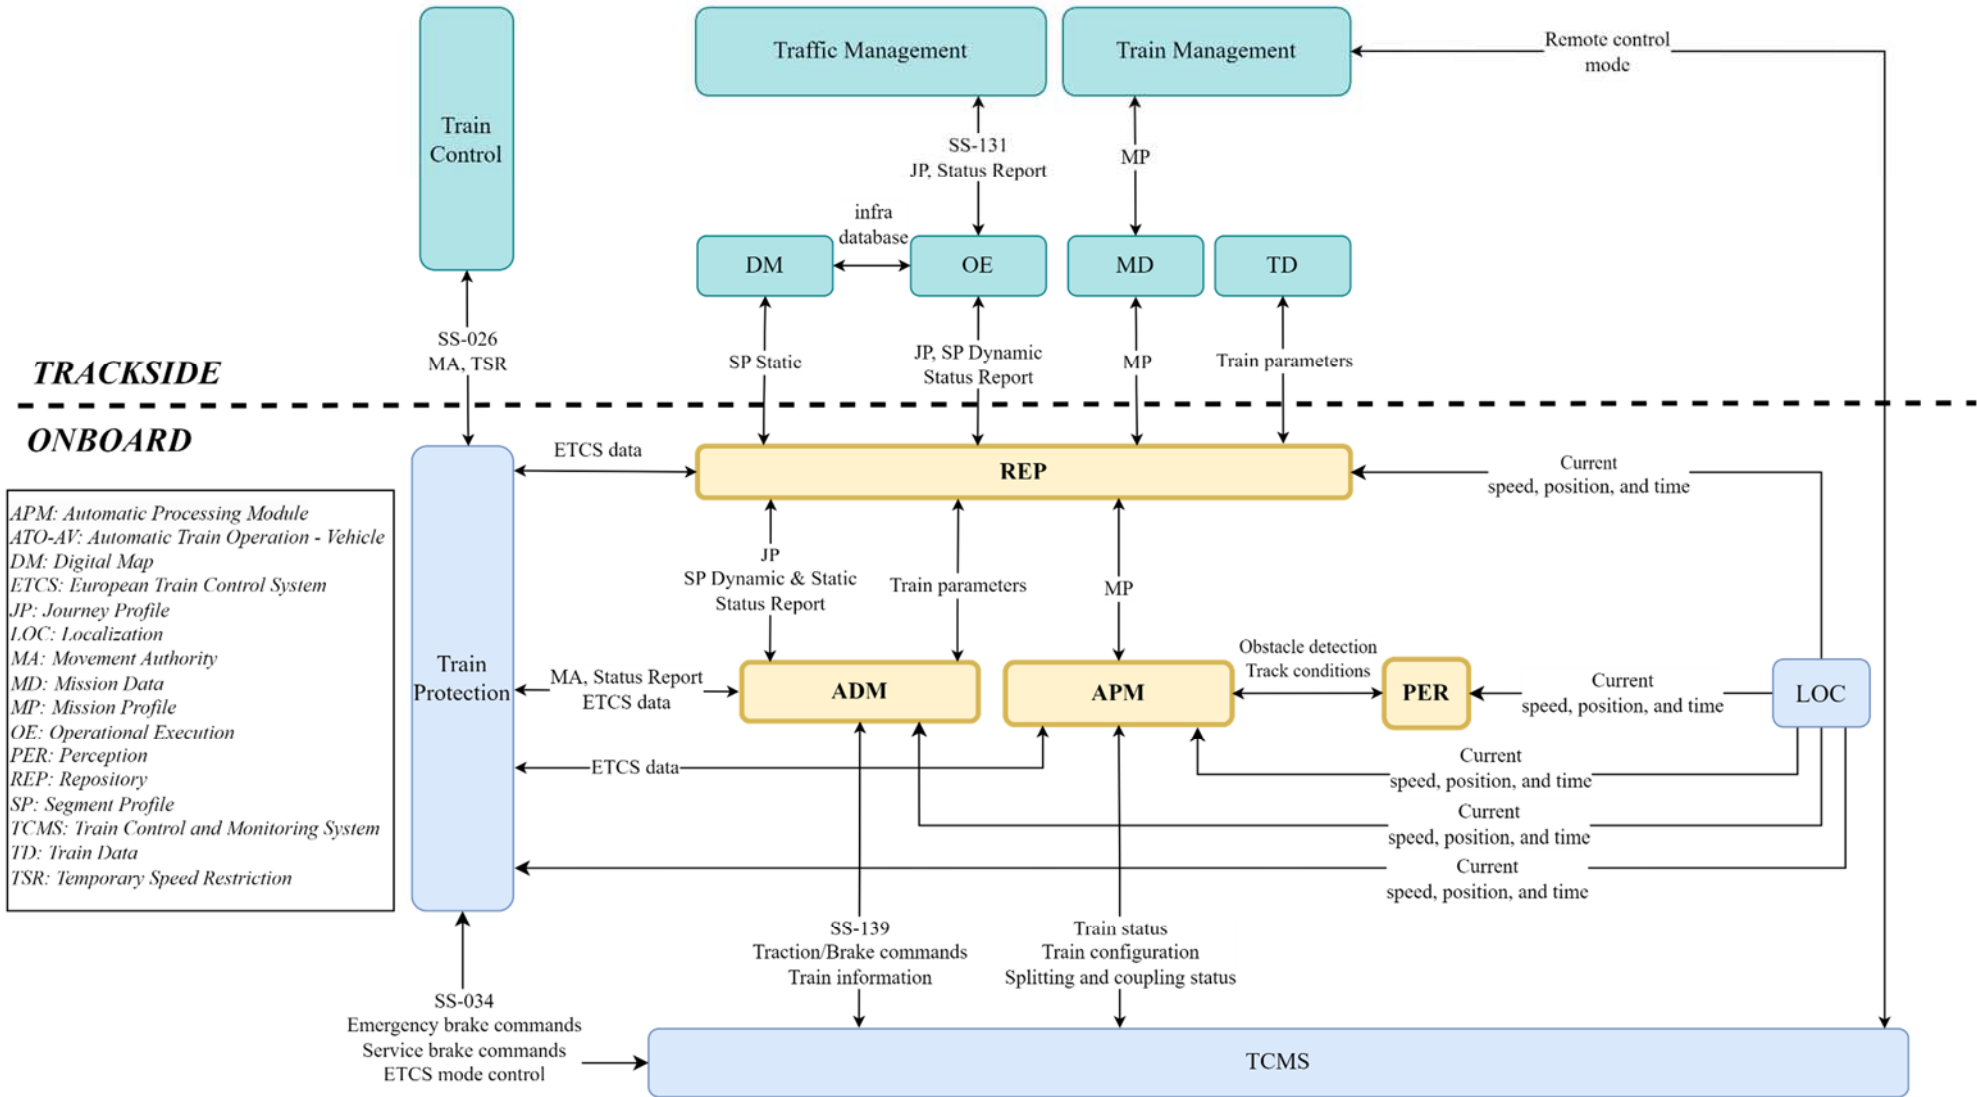 Train
Control
Traffic Management
Train Management
Remote control
mode
SS-131
JP, Status Report
MP
infra
database
DM
OE
MD
TD
SS-026
MA, TSR
SP Static
JP, SP Dynamic
Status Report
MP
Train parameters
TRACKSIDE
ONBOARD
ETCS data
REP
Current
speed, position, and time
APM: Automatic Processing Module
ATO-AV: Automatic Train Operation - Vehicle
DM: Digital Map
ETCS: European Train Control System
JP: Journey Profile
LOC: Localization
MA: Movement Authority
MD: Mission Data
MP: Mission Profile
OE: Operational Execution
PER: Perception
REP: Repository
SP: Segment Profile
TCMS: Train Control and Monitoring System
TD: Train Data
TSR: Temporary Speed Restriction
Train
Protection
JP
SP Dynamic & Static
Status Report
Train parameters
MP
MA, Status Report
ETCS data
ADM
APM
Obstacle detection
Track conditions
PER
Current
speed, position, and time
LOC
ETCS data
Current
speed, position, and time
Current
speed, position, and time
Current
speed, position, and time
SS-139
Traction/Brake commands
Train information
Train status
Train configuration
Splitting and coupling status
SS-034
Emergency brake commands
Service brake commands
ETCS mode control
TCMS